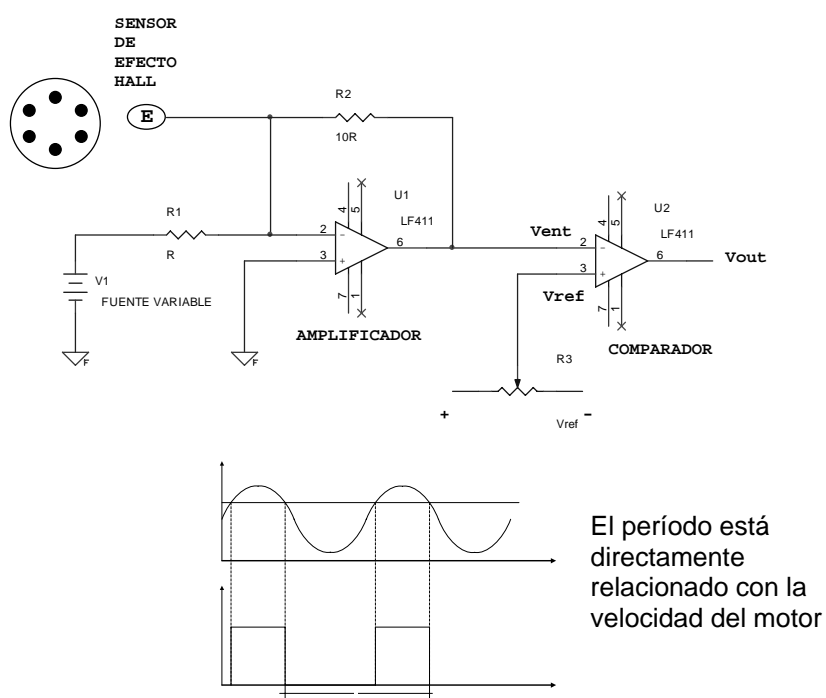 SENSOR
DE
EFECTO
HALL
E
R2
10R
R1
R
V1
FUENTE VARIABLE
F
F
U1
LF411
4
5
2
3
6
7
1
−
+
AMPLIFICADOR
Vent
Vref
U2
LF411
4
5
2
3
6
7
1
−
+
Vout
COMPARADOR
R3
+
Vref
-
El período está
directamente
relacionado con la
velocidad del motor